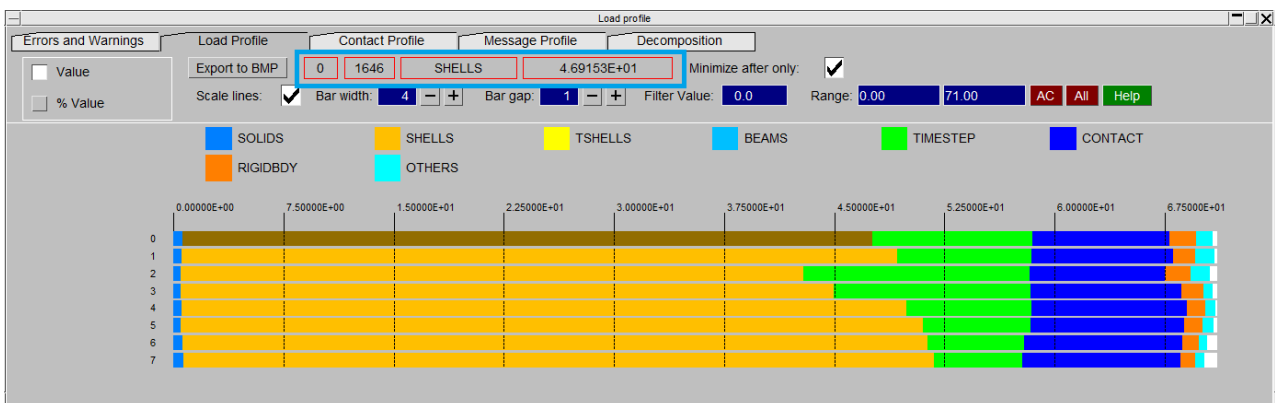 Load profile
Errors and Warnings Load Profile Contact Profile Message Profile Decomposition
Value Export to BMP 0 1646 SHELLS 4.69153E+01 Minimize after only:
% Value Scale lines: Bar width: 4 Bar gap: 1 Filter Value: 0.0 Range: 0.00 71.00 AC All Help
SOLIDS SHELLS TSHELLS BEAMS TIMESTEP CONTACT
RIGIDBDY OTHERS
0.00000E+00 7.50000E+00 1.50000E+01 2.25000E+01 3.00000E+01 3.75000E+01 4.50000E+01 5.25000E+01 6.00000E+01 6.75000E+01
0
1
2
3
4
5
6
7